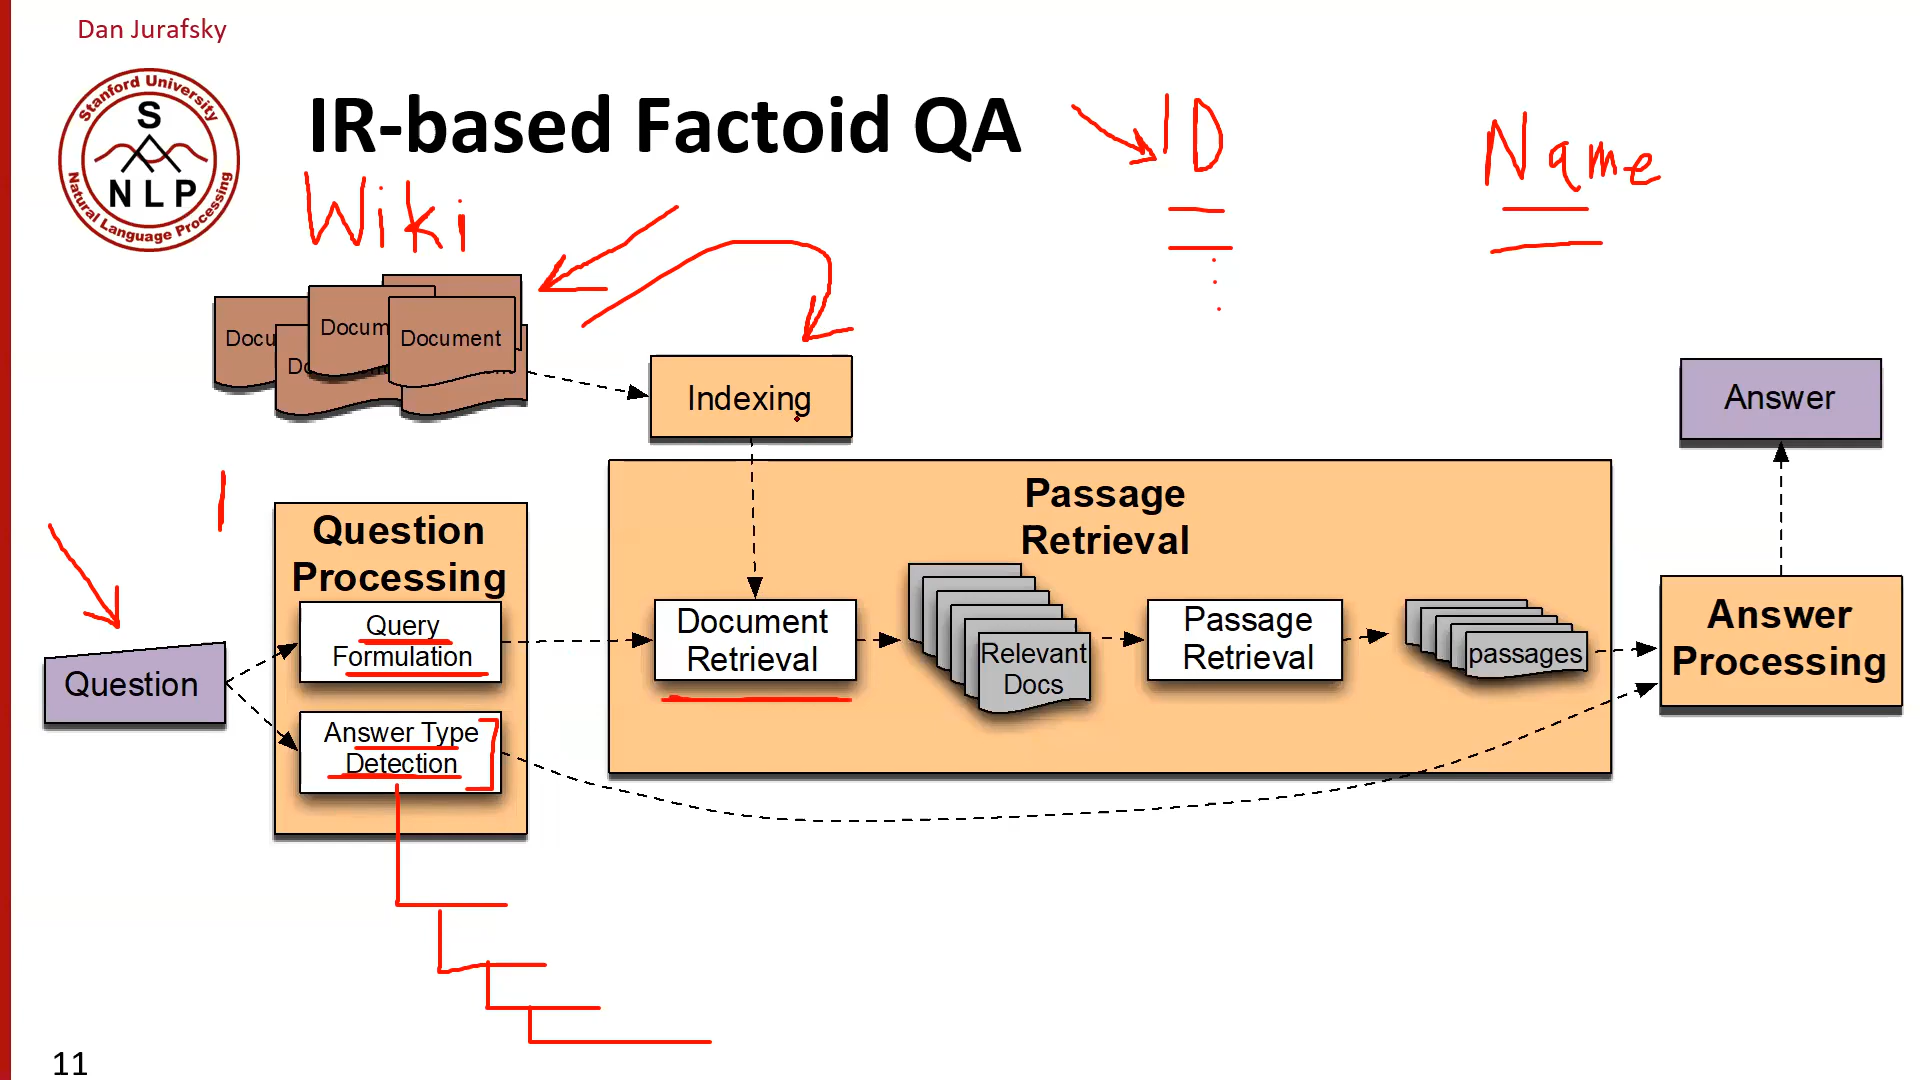 Dan Jurafsky
Stanford University
S
N L P
Natural Language Processing
IR-based Factoid QA
ID
Name
Wiki
Docu
Docum
Do
Document
Indexing
Answer
Passage
Retrieval
Question
Processing
Query
Formulation
Document
Retrieval
Relevant
Docs
Passage
Retrieval
passages
Answer
Processing
Question
Answer Type
Detection
11